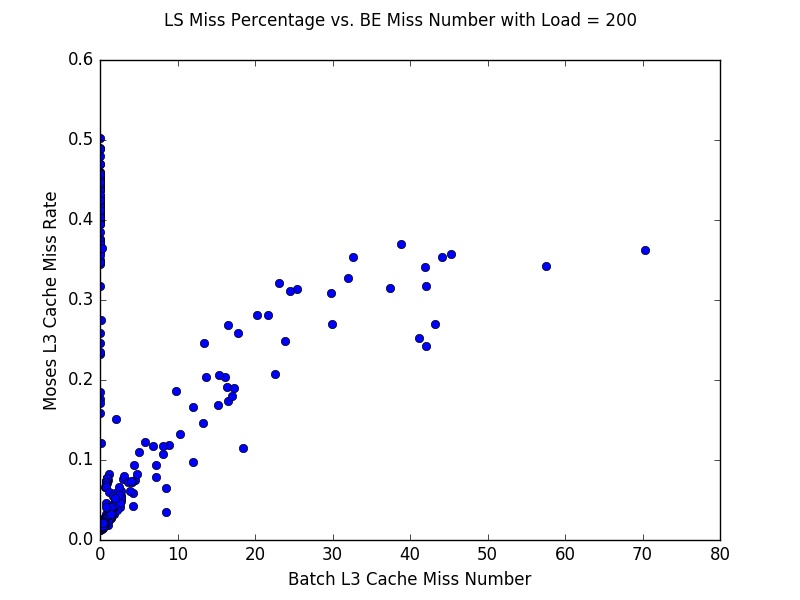 LS Miss Percentage vs. BE Miss Number with Load = 200
0.6
0.5
0.4
0.3
0.2
0.1
0.0
Moses L3 Cache Miss Rate
0 10 20 30 40 50 60 70 80
Batch L3 Cache Miss Number